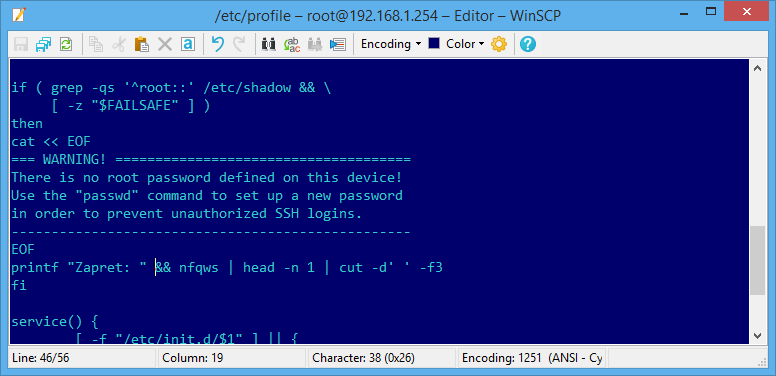 /etc/profile – root@192.168.1.254 – Editor – WinSCP
Encoding Color
if ( grep -qs '^root::' /etc/shadow && \
     [ -z "$FAILSAFE" ] )
then
cat << EOF
=== WARNING! =====================================
There is no root password defined on this device!
Use the "passwd" command to set up a new password
in order to prevent unauthorized SSH logins.
--------------------------------------------------
EOF
printf "Zapret: " && nfqws | head -n 1 | cut -d' ' -f3
fi
service() {
        [ -f "/etc/init.d/$1" ] || {
Line: 46/56 Column: 19 Character: 38 (0x26) Encoding: 1251  (ANSI - Cy